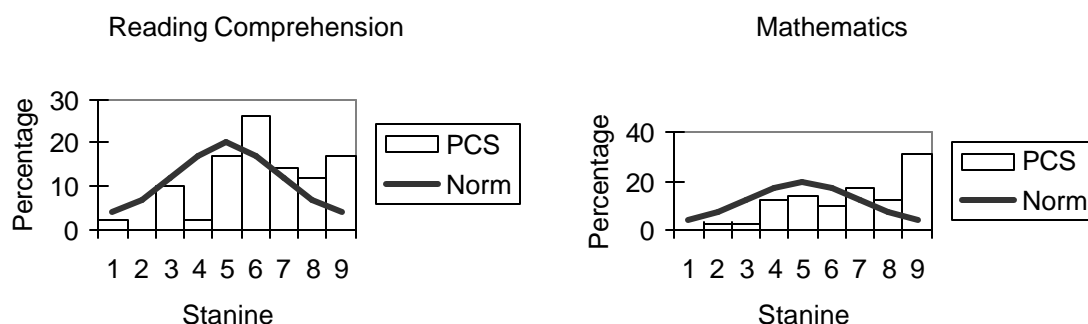 Reading Comprehension
Percentage
30
20
10
0
1 2 3 4 5 6 7 8 9
Stanine
PCS
Norm
Mathematics
Percentage
40
20
0
1 2 3 4 5 6 7 8 9
Stanine
PCS
Norm